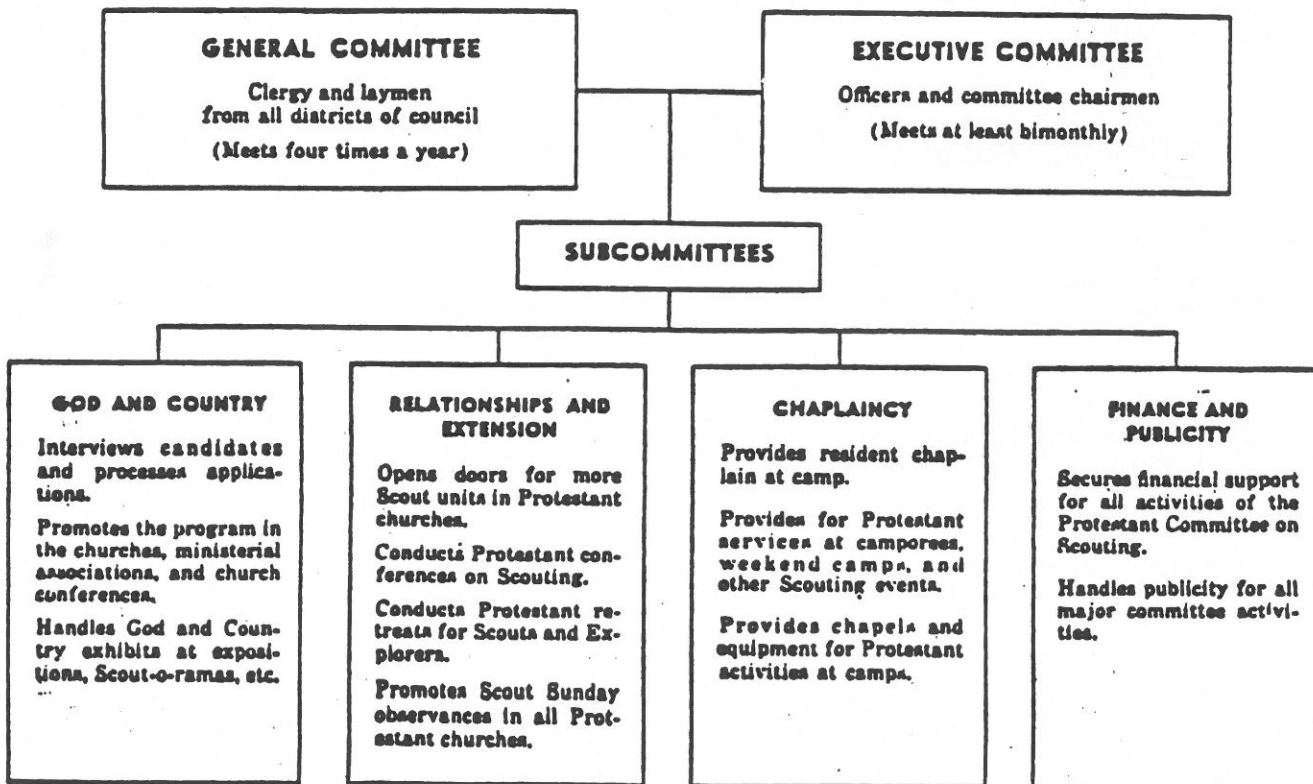 GENERAL COMMITTEE
Clergy and laymen
from all districts of council
(Meets four times a year)
EXECUTIVE COMMITTEE
Officers and committee chairmen
(Meets at least bimonthly)
SUBCOMMITTEES
GOD AND COUNTRY
Interviews candidates
and processes applica-
tions.
Promotes the program in
the churches, ministerial
associations, and church
conferences.
Handles God and Coun-
try exhibits at exposi-
tions, Scout-o-ramas, etc.
RELATIONSHIPS AND
EXTENSION
Opens doors for more
Scout units in Protestant
churches.
Conducts Protestant con-
ferences on Scouting.
Conducts Protestant re-
treats for Scouts and Ex-
plorers.
Promotes Scout Sunday
observances in all Prot-
estant churches.
CHAPLAINCY
Provides resident chap-
lain at camp.
Provides for Protestant
services at camporees,
weekend camps, and
other Scouting events.
Provides chapels and
equipment for Protestant
activities at camps.
FINANCE AND
PUBLICITY
Secures financial support
for all activities of the
Protestant Committee on
Scouting.
Handles publicity for all
major committee activi-
ties.